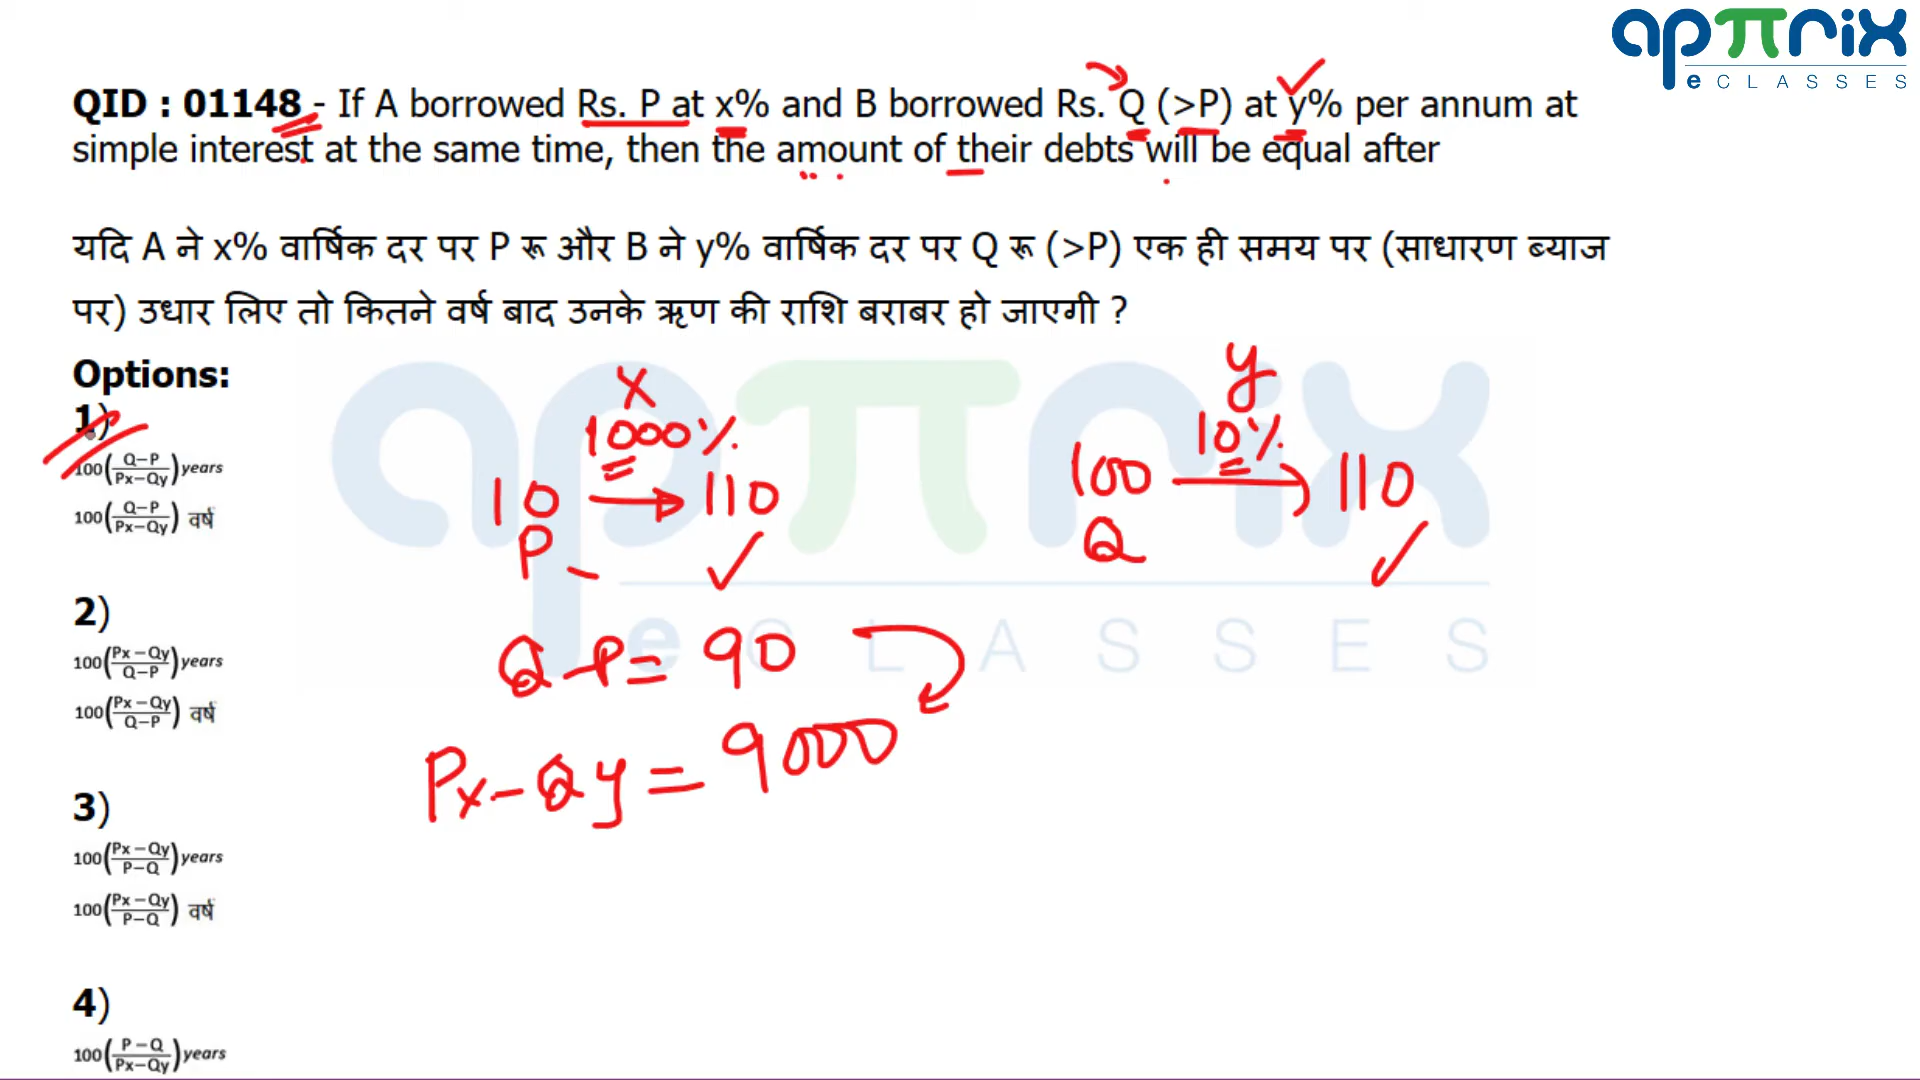 apπrix
eCLASSES
QID : 01148 - If A borrowed Rs. P at x% and B borrowed Rs. Q (>P) at y% per annum at
simple interest at the same time, then the amount of their debts will be equal after
यदि A ने x% वार्षिक दर पर P रू और B ने y% वार्षिक दर पर Q रू (>P) एक ही समय पर (साधारण ब्याज
पर) उधार लिए तो कितने वर्ष बाद उनके ऋण की राशि बराबर हो जाएगी ?
Options:
1)
100(Q−P/Px−Qy)years
100(Q−P/Px−Qy) वर्ष
2)
100(Px−Qy/Q−P)years
100(Px−Qy/Q−P) वर्ष
3)
100(Px−Qy/P−Q)years
100(Px−Qy/P−Q) वर्ष
4)
100(P−Q/Px−Qy)years
x
1000%
10 → 110
P
y
10%
100 → 110
Q
Q-P = 90
Px-Qy = 9000
apπrix
eCLASSES